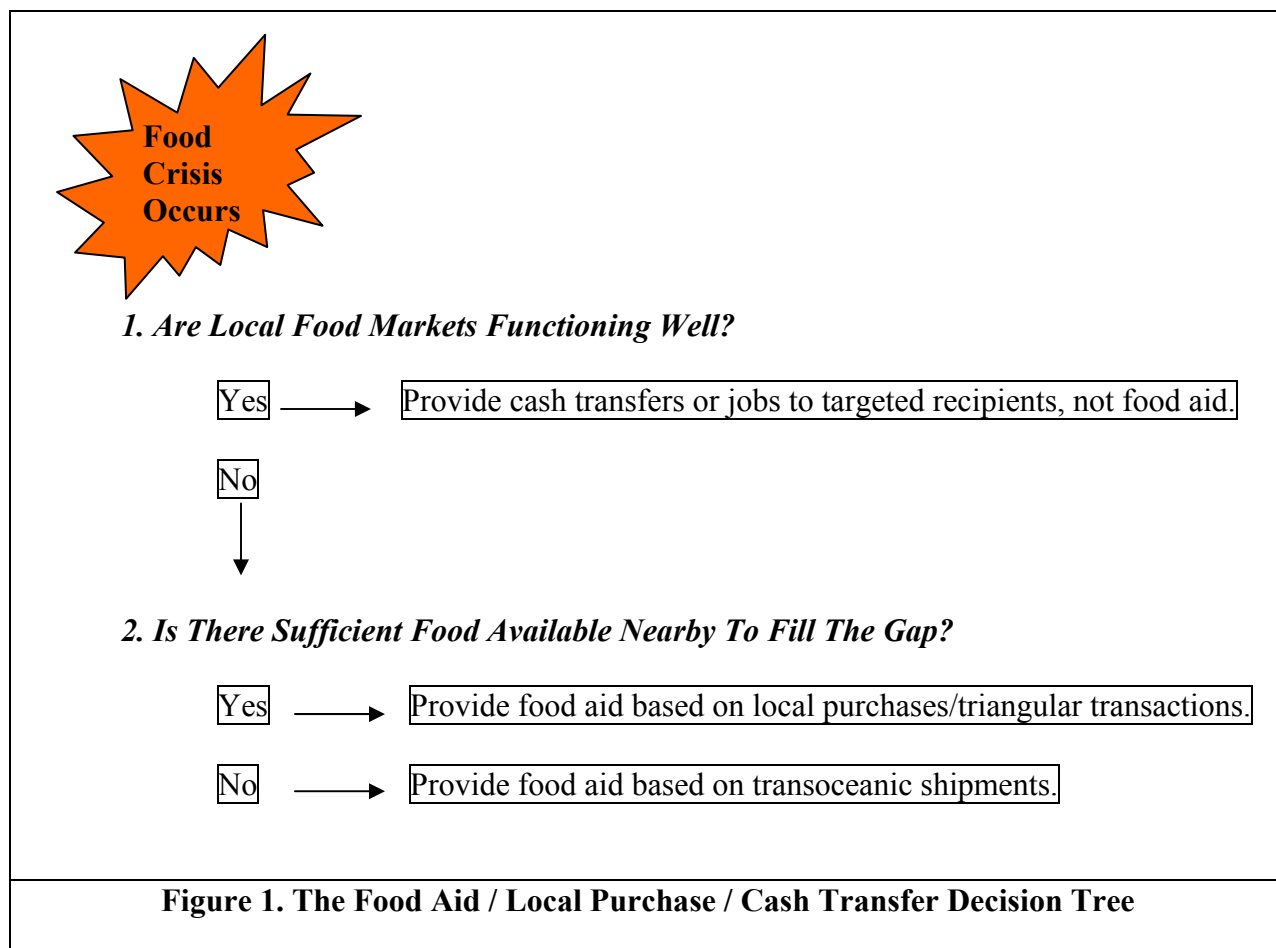 Food
Crisis
Occurs
1. Are Local Food Markets Functioning Well?
Yes Provide cash transfers or jobs to targeted recipients, not food aid.
No
2. Is There Sufficient Food Available Nearby To Fill The Gap?
Yes Provide food aid based on local purchases/triangular transactions.
No Provide food aid based on transoceanic shipments.
Figure 1. The Food Aid / Local Purchase / Cash Transfer Decision Tree